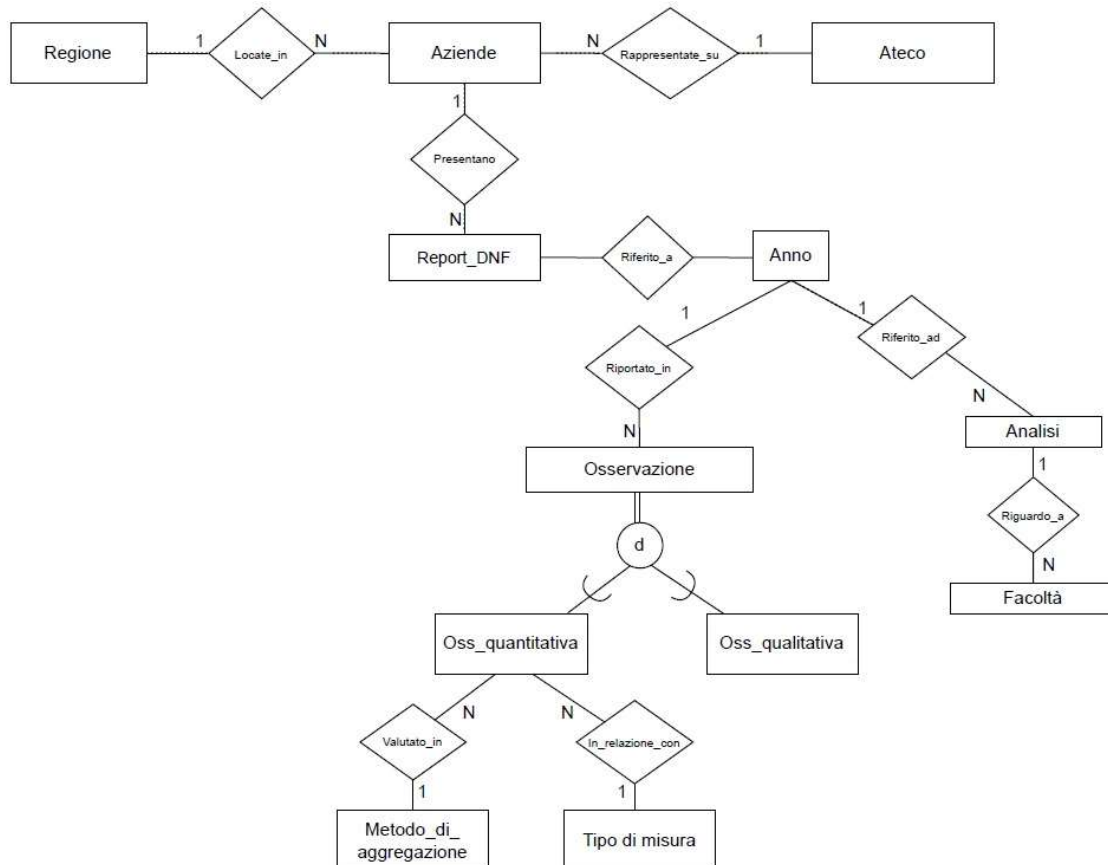 Regione
1
Locate_in
N
Aziende
N
Rappresentate_su
1
Ateco
1
Presentano
N
Report_DNF
Riferito_a
Anno
1
1
Riportato_in
Riferito_ad
N
N
Osservazione
Analisi
1
d
Riguardo_a
N
Facoltà
Oss_quantitativa
Oss_qualitativa
N
N
Valutato_in
In_relazione_con
1
1
Metodo_di_
aggregazione
Tipo di misura